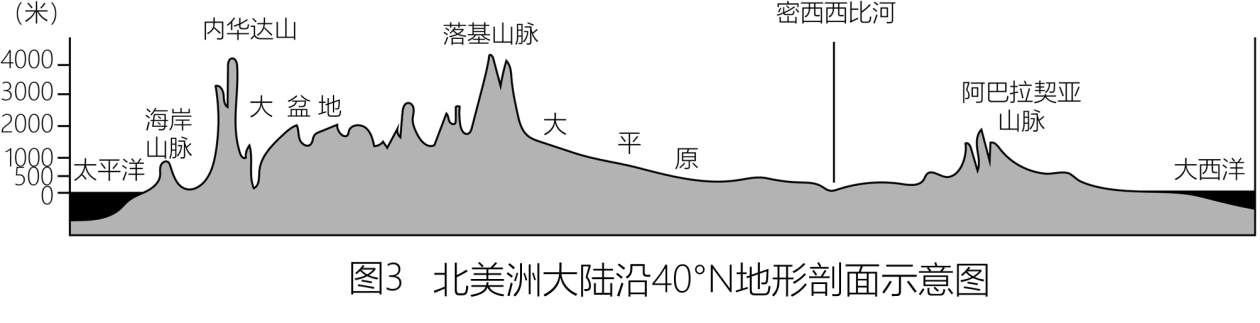 (米)
4000
3000
2000
1000
500
0
太平洋
海岸
山脉
内华达山
大盆地
落基山脉
大平原
密西西比河
阿巴拉契亚
山脉
大西洋
图3 北美洲大陆沿40°N地形剖面示意图